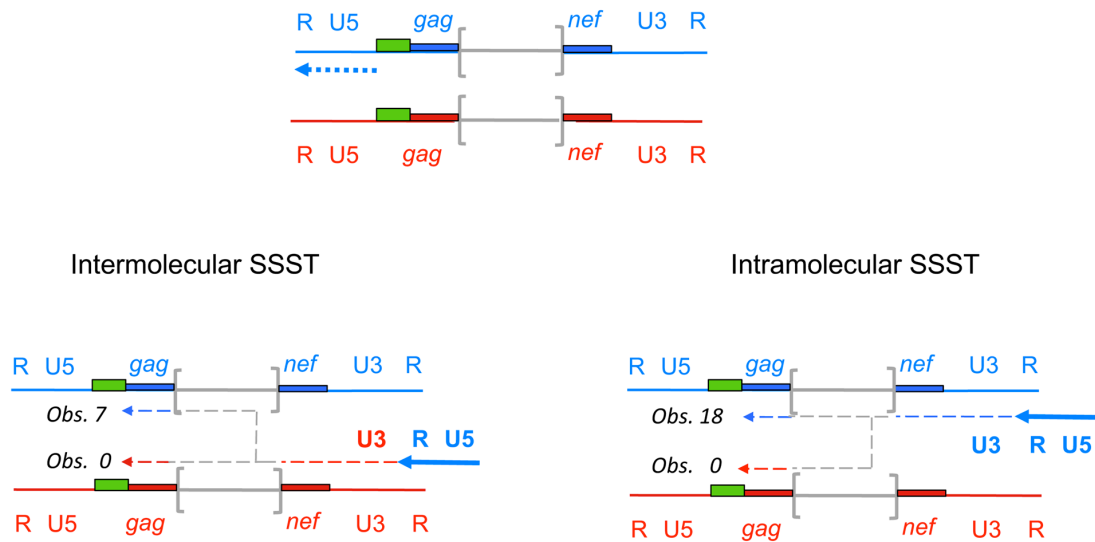 R U5 gag nef U3 R
R U5 gag nef U3 R
Intermolecular SSST
R U5 gag nef U3 R
Obs. 7
U3 R U5
Obs. 0
R U5 gag nef U3 R
Intramolecular SSST
R U5 gag nef U3 R
Obs. 18
U3 R U5
Obs. 0
R U5 gag nef U3 R